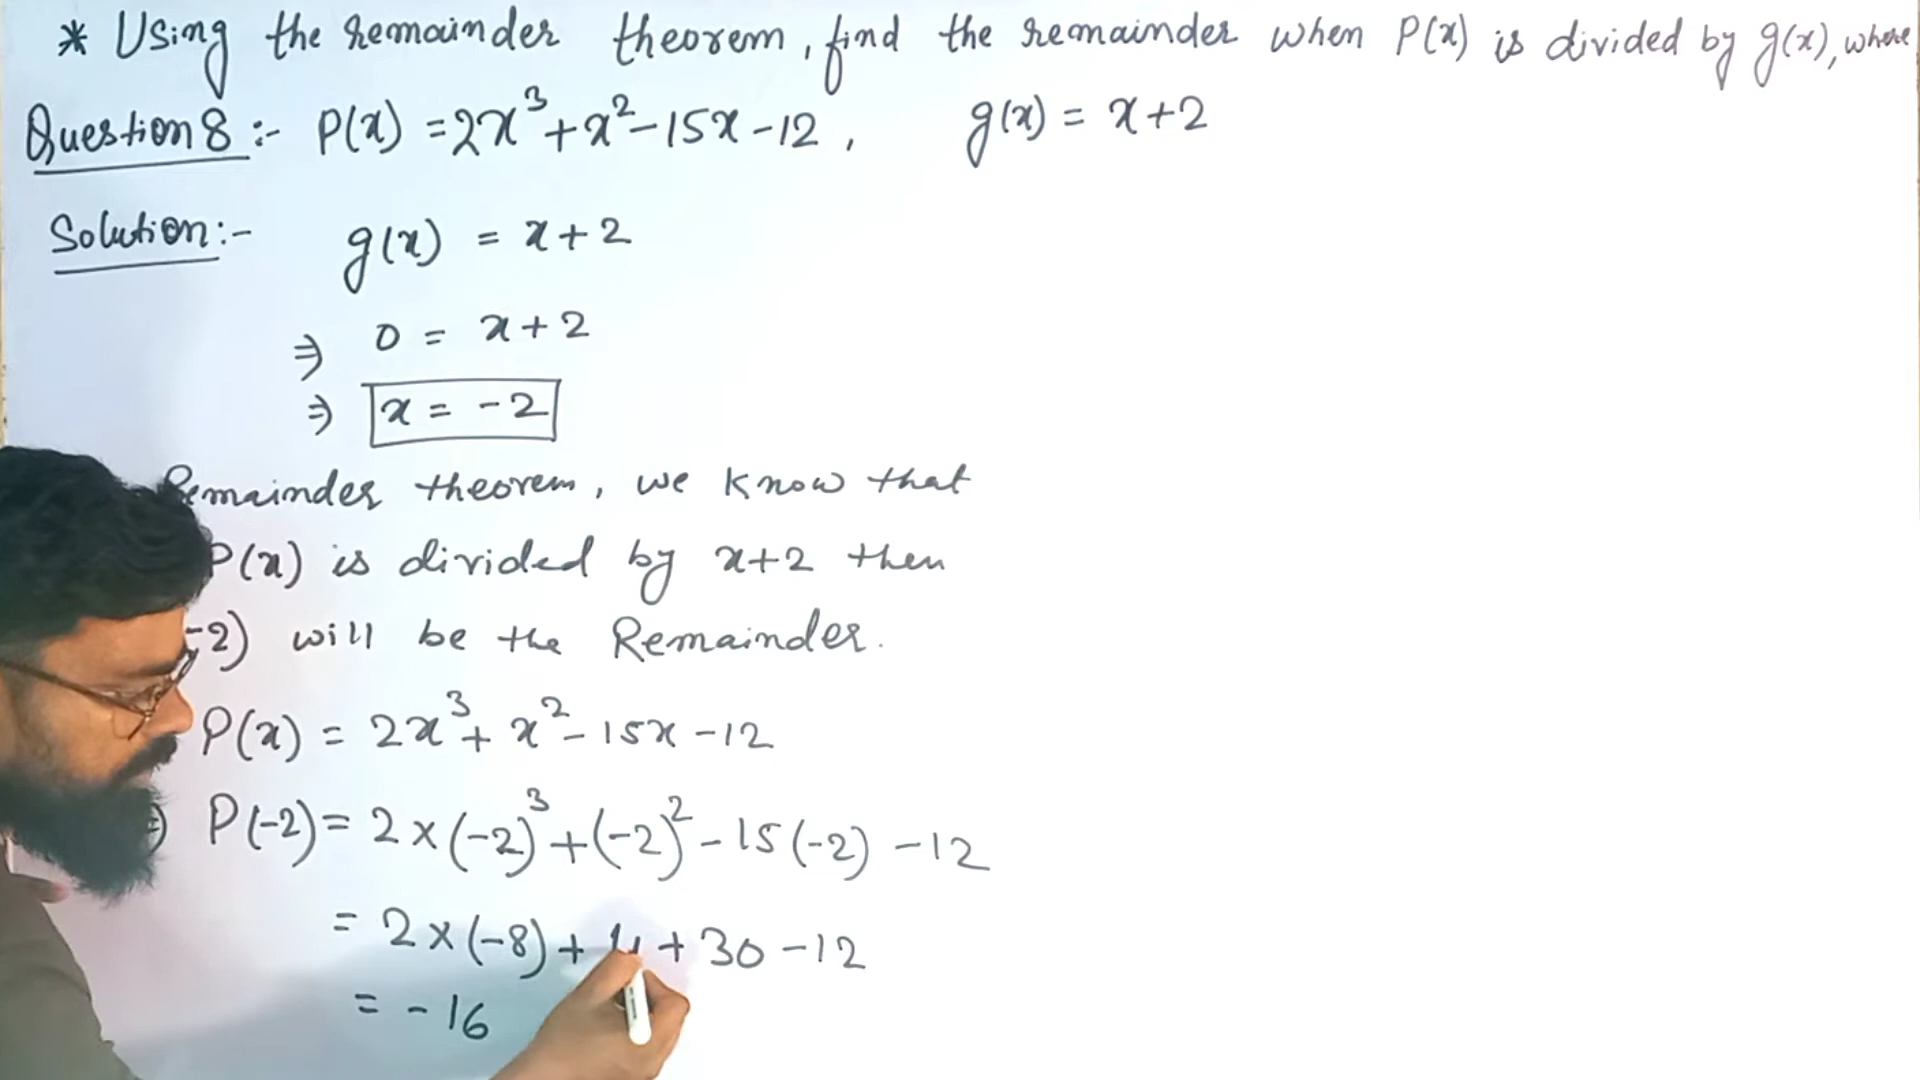 * Using the remainder theorem, find the remainder when P(x) is divided by g(x), where
Question 8 :- P(x) = 2x³ + x² - 15x - 12 , g(x) = x + 2
Solution :- g(x) = x + 2
⇒ 0 = x + 2
⇒ x = -2
Remainder theorem, we know that
P(x) is divided by x+2 then
-2) will be the Remainder.
P(x) = 2x³ + x² - 15x - 12
⇒ P(-2) = 2 × (-2)³ + (-2)² - 15(-2) - 12
= 2 × (-8) + 4 + 30 - 12
= - 16